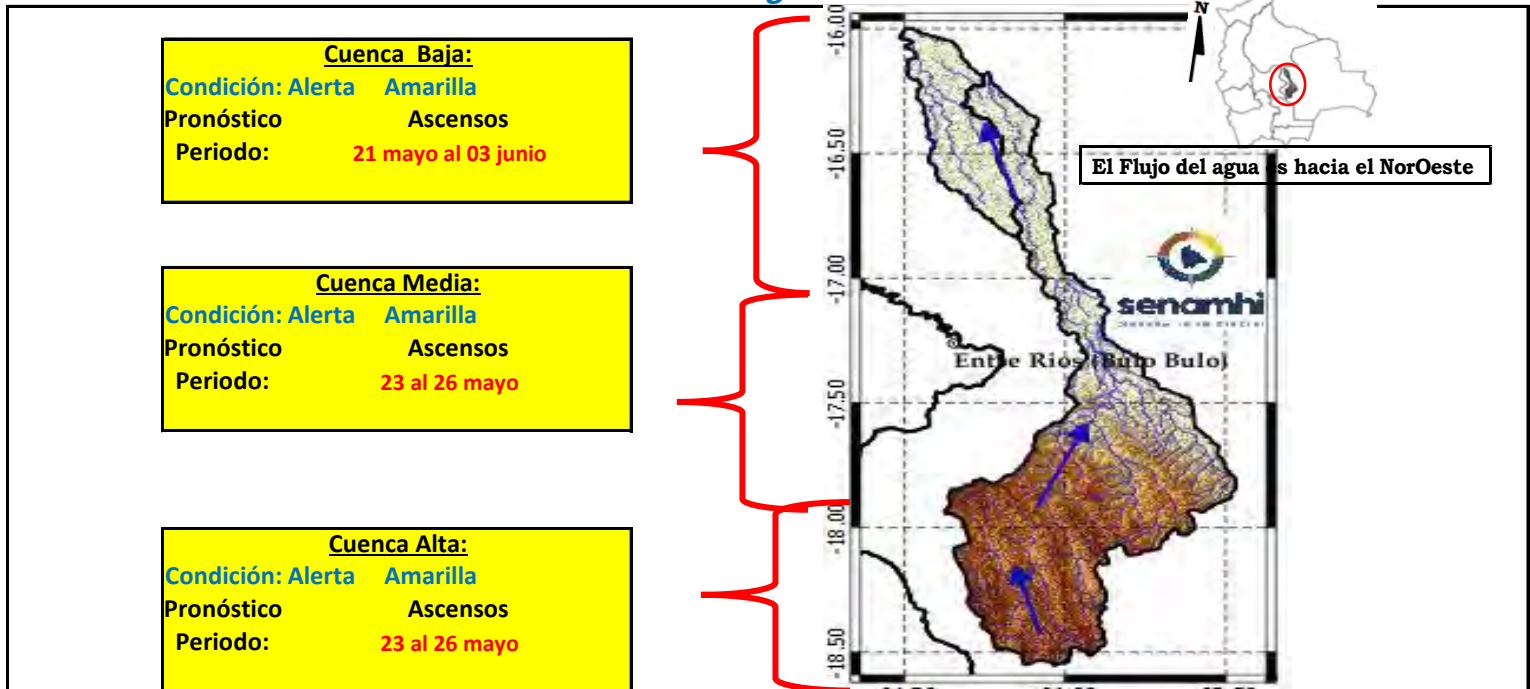 Cuenca Baja:
Condición: Alerta Amarilla
Pronóstico Ascensos
Periodo: 21 mayo al 03 junio
Cuenca Media:
Condición: Alerta Amarilla
Pronóstico Ascensos
Periodo: 23 al 26 mayo
Cuenca Alta:
Condición: Alerta Amarilla
Pronóstico Ascensos
Periodo: 23 al 26 mayo
N
El Flujo del agua es hacia el NorOeste
senamhi
Entre Rios (Bulo Bulo)
-16.00
-16.50
-17.00
-17.50
-18.00
-18.50